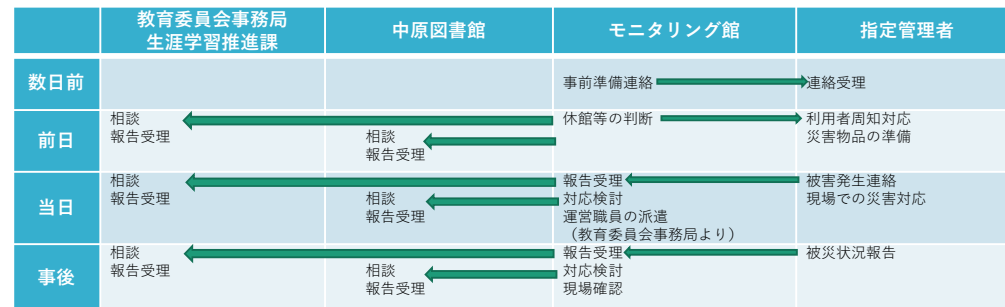 教育委員会事務局
生涯学習推進課
中原図書館
モニタリング館
指定管理者
数日前
事前準備連絡
連絡受理
前日
相談
報告受理
相談
報告受理
休館等の判断
利用者周知対応
災害物品の準備
当日
相談
報告受理
相談
報告受理
報告受理
対応検討
運営職員の派遣
（教育委員会事務局より）
被害発生連絡
現場での災害対応
事後
相談
報告受理
相談
報告受理
報告受理
対応検討
現場確認
被災状況報告